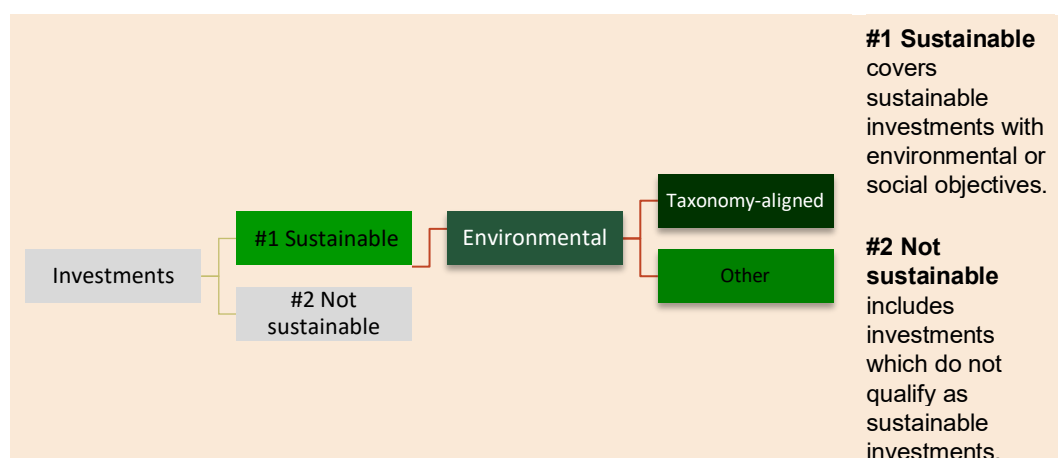 Investments
#1 Sustainable
#2 Not
sustainable
Environmental
Taxonomy-aligned
Other
#1 Sustainable
covers
sustainable
investments with
environmental or
social objectives.
#2 Not
sustainable
includes
investments
which do not
qualify as
sustainable
investments.